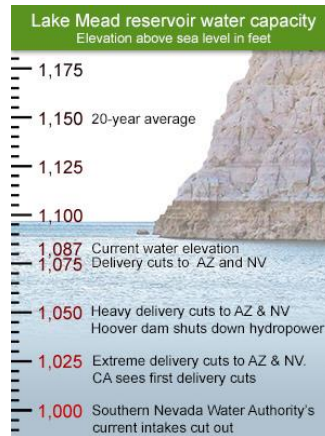 Lake Mead reservoir water capacity
Elevation above sea level in feet
1,175
1,150 20-year average
1,125
1,100
1,087 Current water elevation
1,075 Delivery cuts to AZ and NV
1,050 Heavy delivery cuts to AZ & NV
Hoover dam shuts down hydropower
1,025 Extreme delivery cuts to AZ & NV.
CA sees first delivery cuts
1,000 Southern Nevada Water Authority's
current intakes cut out